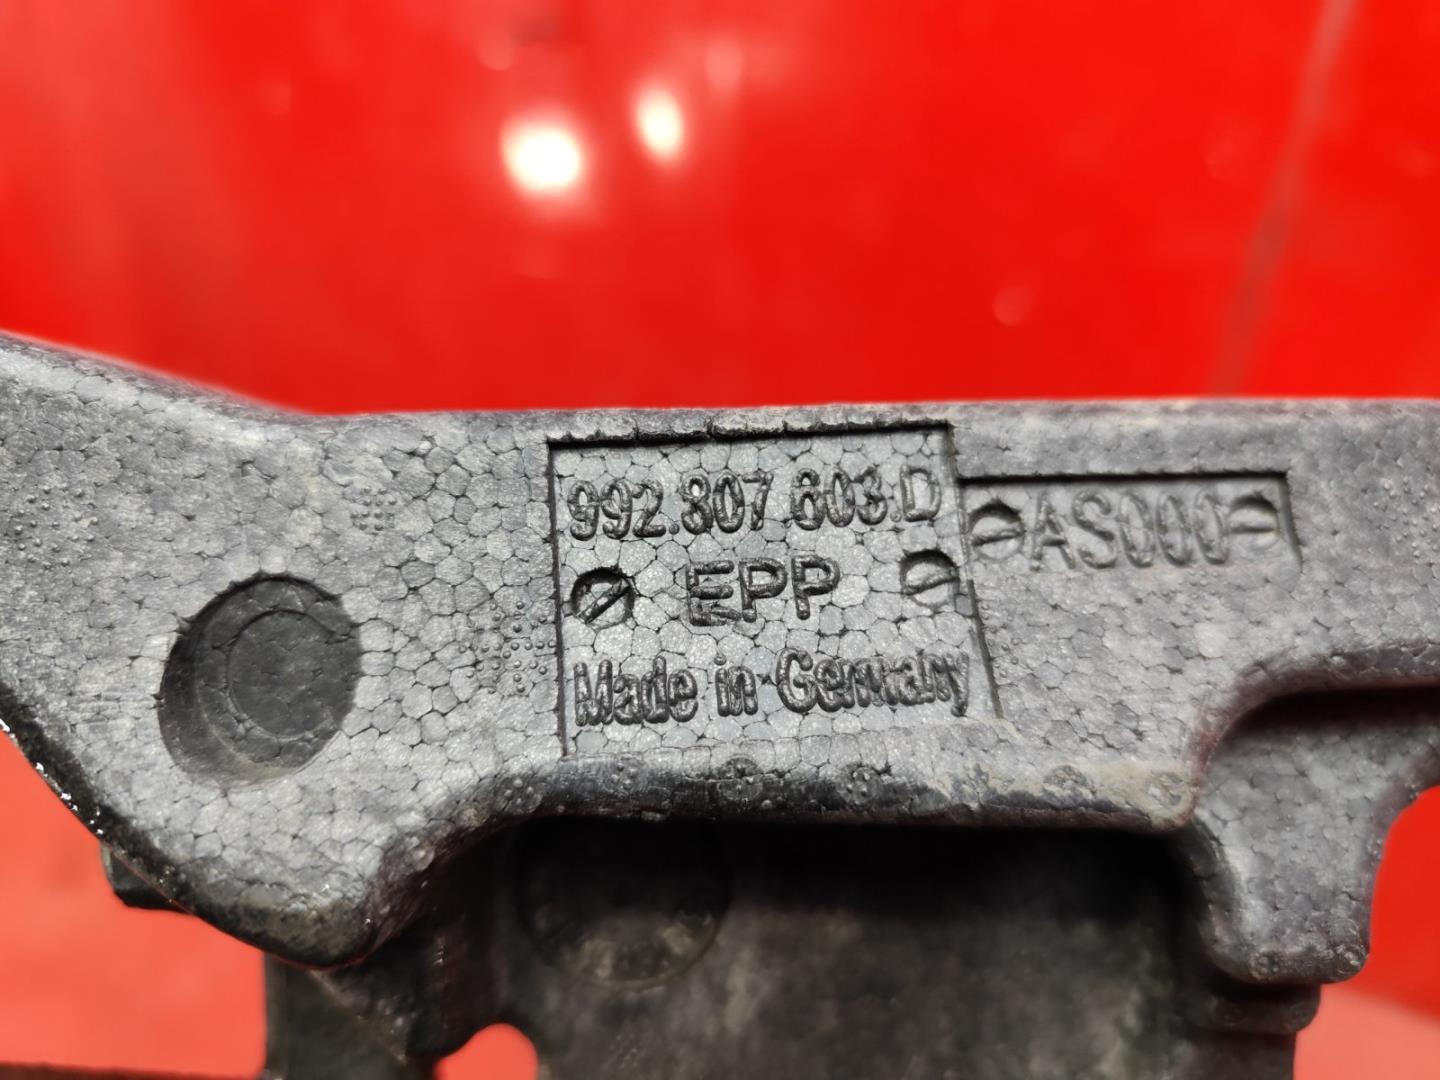 992.807.603.D
AS000
EPP
Made in Germany